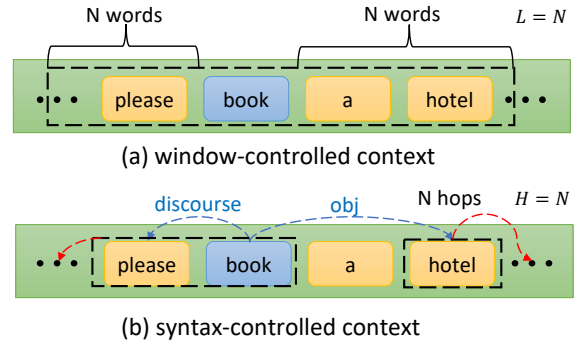 N words N words L = N
••• please book a hotel •••
(a) window-controlled context
discourse obj N hops H = N
••• please book a hotel •••
(b) syntax-controlled context